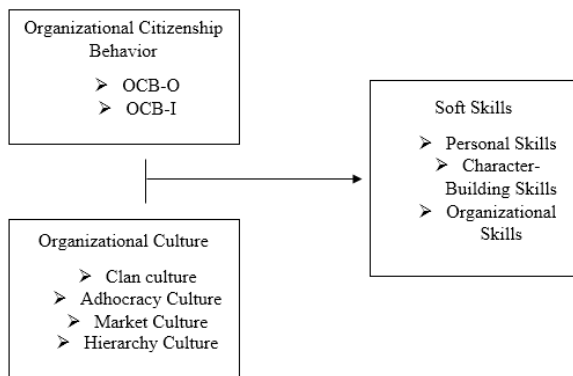 Organizational Citizenship
Behavior
➢ OCB-O
➢ OCB-I
Soft Skills
➢ Personal Skills
➢ Character-
Building Skills
➢ Organizational
Skills
Organizational Culture
➢ Clan culture
➢ Adhocracy Culture
➢ Market Culture
➢ Hierarchy Culture